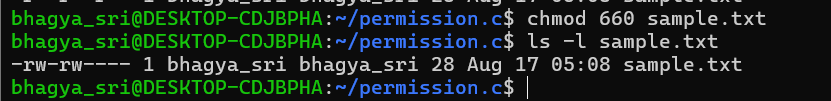 bhagya_sri@DESKTOP-CDJBPHA:~/permission.c$ chmod 660 sample.txt
bhagya_sri@DESKTOP-CDJBPHA:~/permission.c$ ls -l sample.txt
-rw-rw---- 1 bhagya_sri bhagya_sri 28 Aug 17 05:08 sample.txt
bhagya_sri@DESKTOP-CDJBPHA:~/permission.c$